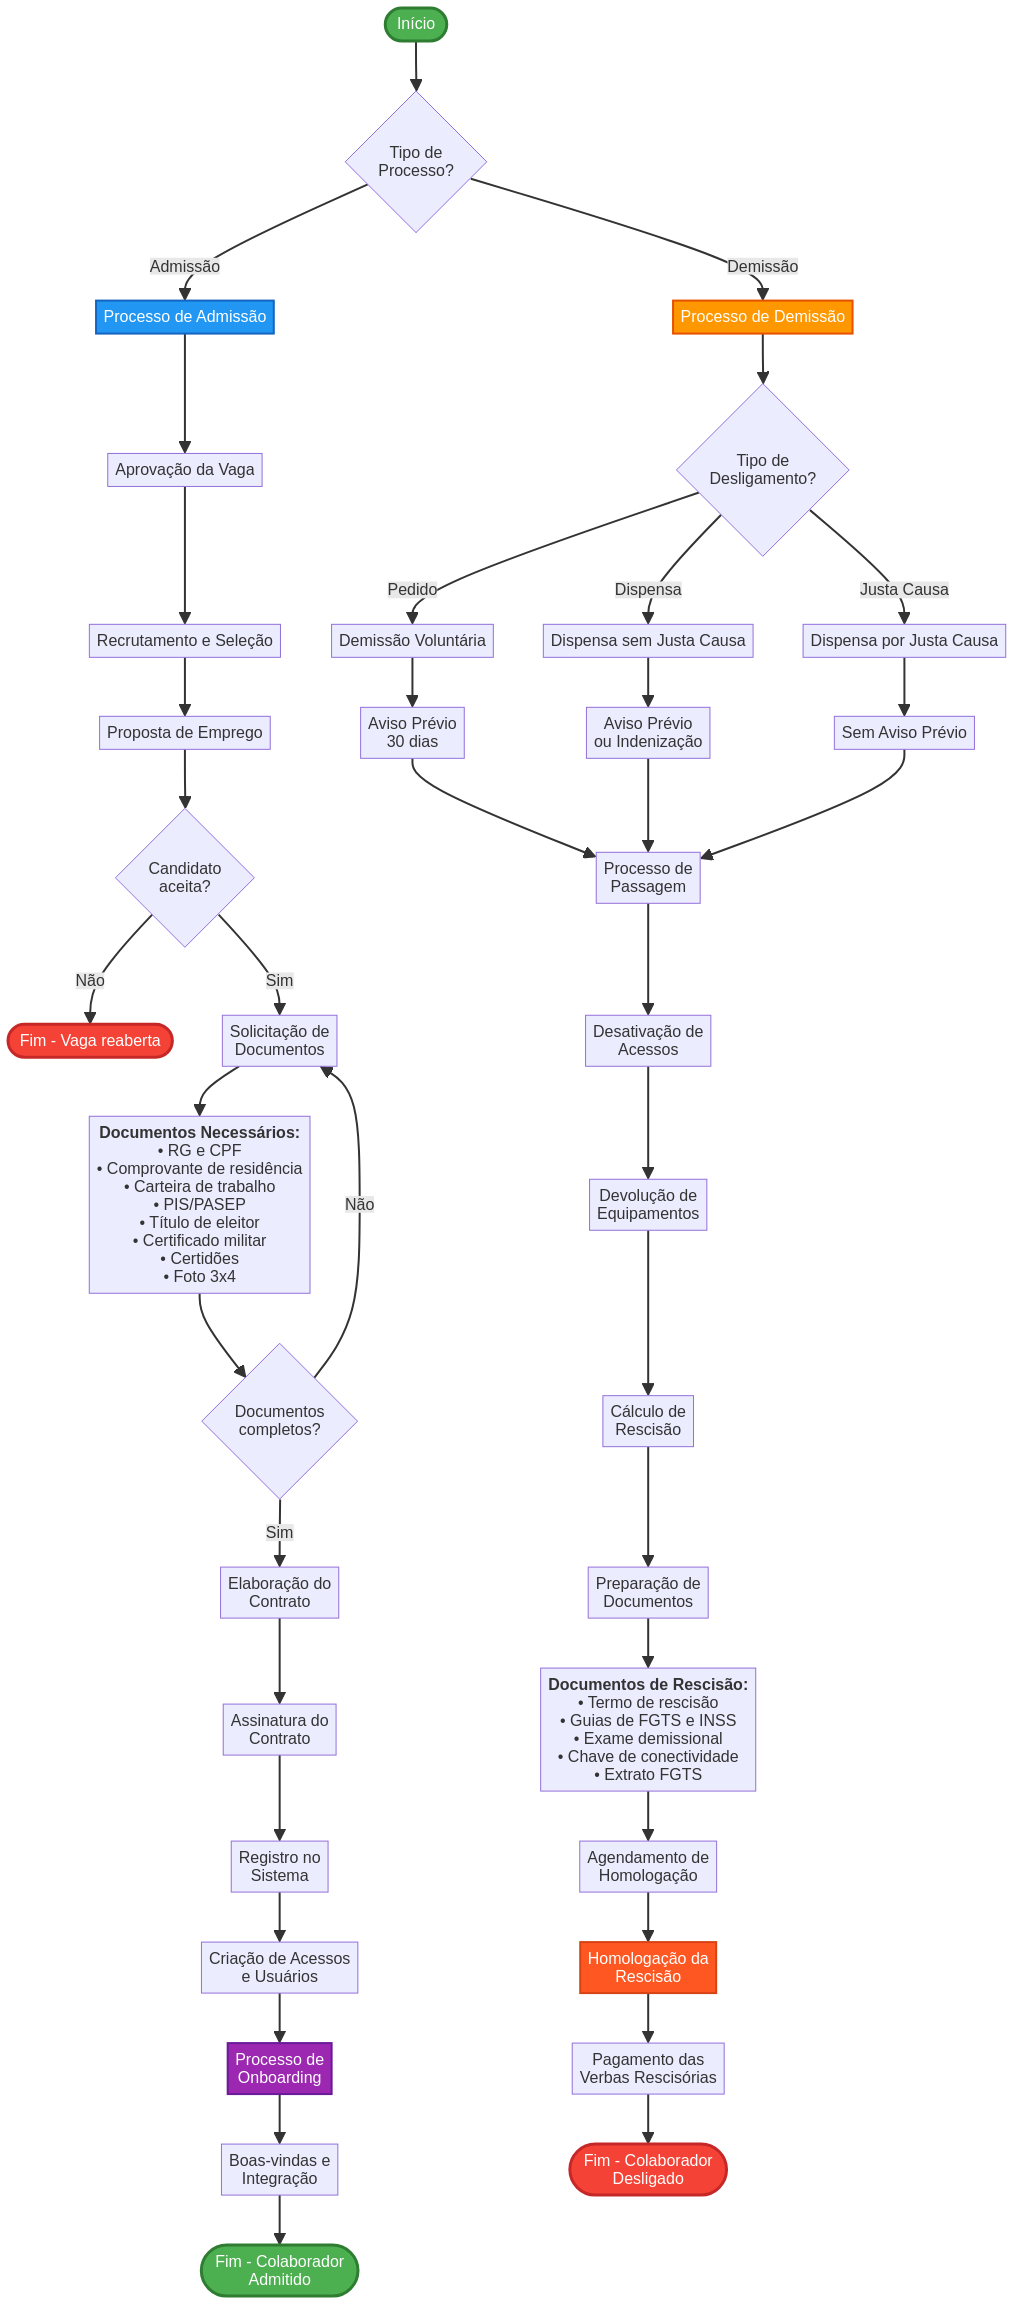 Início
Tipo de
Processo?
Admissão
Demissão
Processo de Admissão
Processo de Demissão
Aprovação da Vaga
Tipo de
Desligamento?
Pedido
Dispensa
Justa Causa
Recrutamento e Seleção
Demissão Voluntária
Dispensa sem Justa Causa
Dispensa por Justa Causa
Proposta de Emprego
Aviso Prévio
30 dias
Aviso Prévio
ou Indenização
Sem Aviso Prévio
Candidato
aceita?
Processo de
Passagem
Não
Sim
Fim - Vaga reaberta
Solicitação de
Documentos
Desativação de
Acessos
Documentos Necessários:
• RG e CPF
• Comprovante de residência
• Carteira de trabalho
• PIS/PASEP
• Título de eleitor
• Certificado militar
• Certidões
• Foto 3x4
Não
Devolução de
Equipamentos
Documentos
completos?
Cálculo de
Rescisão
Sim
Elaboração do
Contrato
Preparação de
Documentos
Assinatura do
Contrato
Documentos de Rescisão:
• Termo de rescisão
• Guias de FGTS e INSS
• Exame demissional
• Chave de conectividade
• Extrato FGTS
Registro no
Sistema
Agendamento de
Homologação
Criação de Acessos
e Usuários
Homologação da
Rescisão
Processo de
Onboarding
Pagamento das
Verbas Rescisórias
Boas-vindas e
Integração
Fim - Colaborador
Desligado
Fim - Colaborador
Admitido